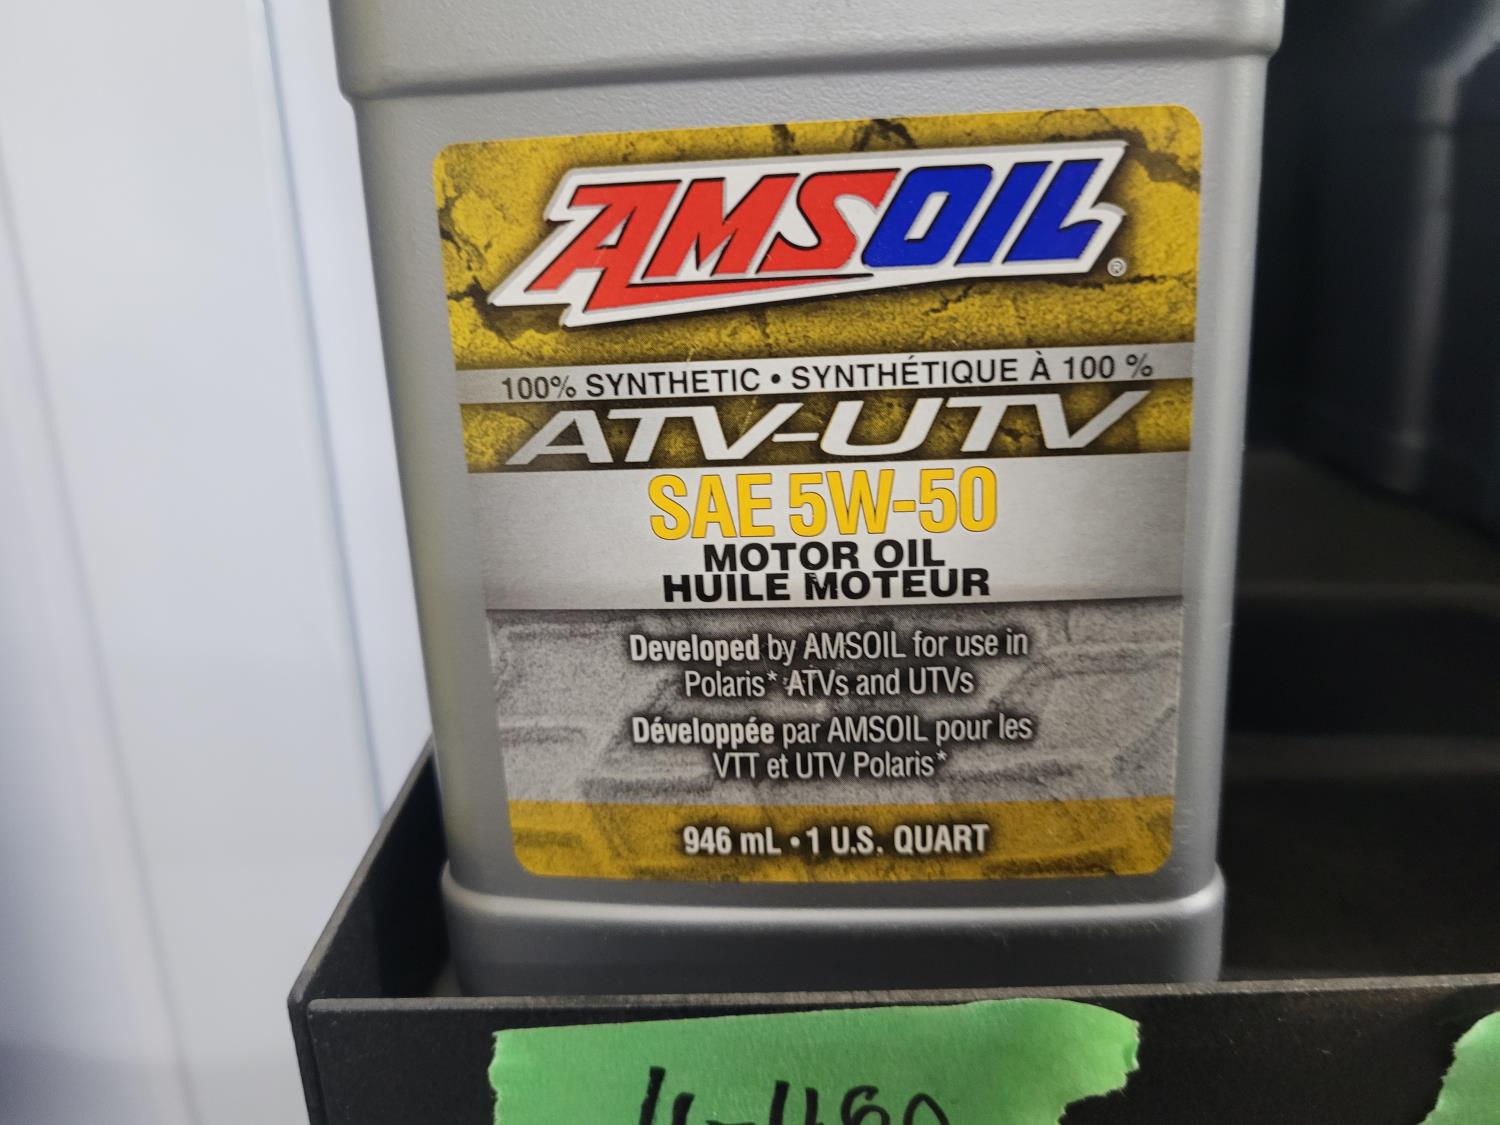 AMSOIL®
100% SYNTHETIC • SYNTHÉTIQUE À 100 %
ATV-UTV
SAE 5W-50
MOTOR OIL
HUILE MOTEUR
Developed by AMSOIL for use in
Polaris* ATVs and UTVs
Développée par AMSOIL pour les
VTT et UTV Polaris*
946 mL • 1 U.S. QUART